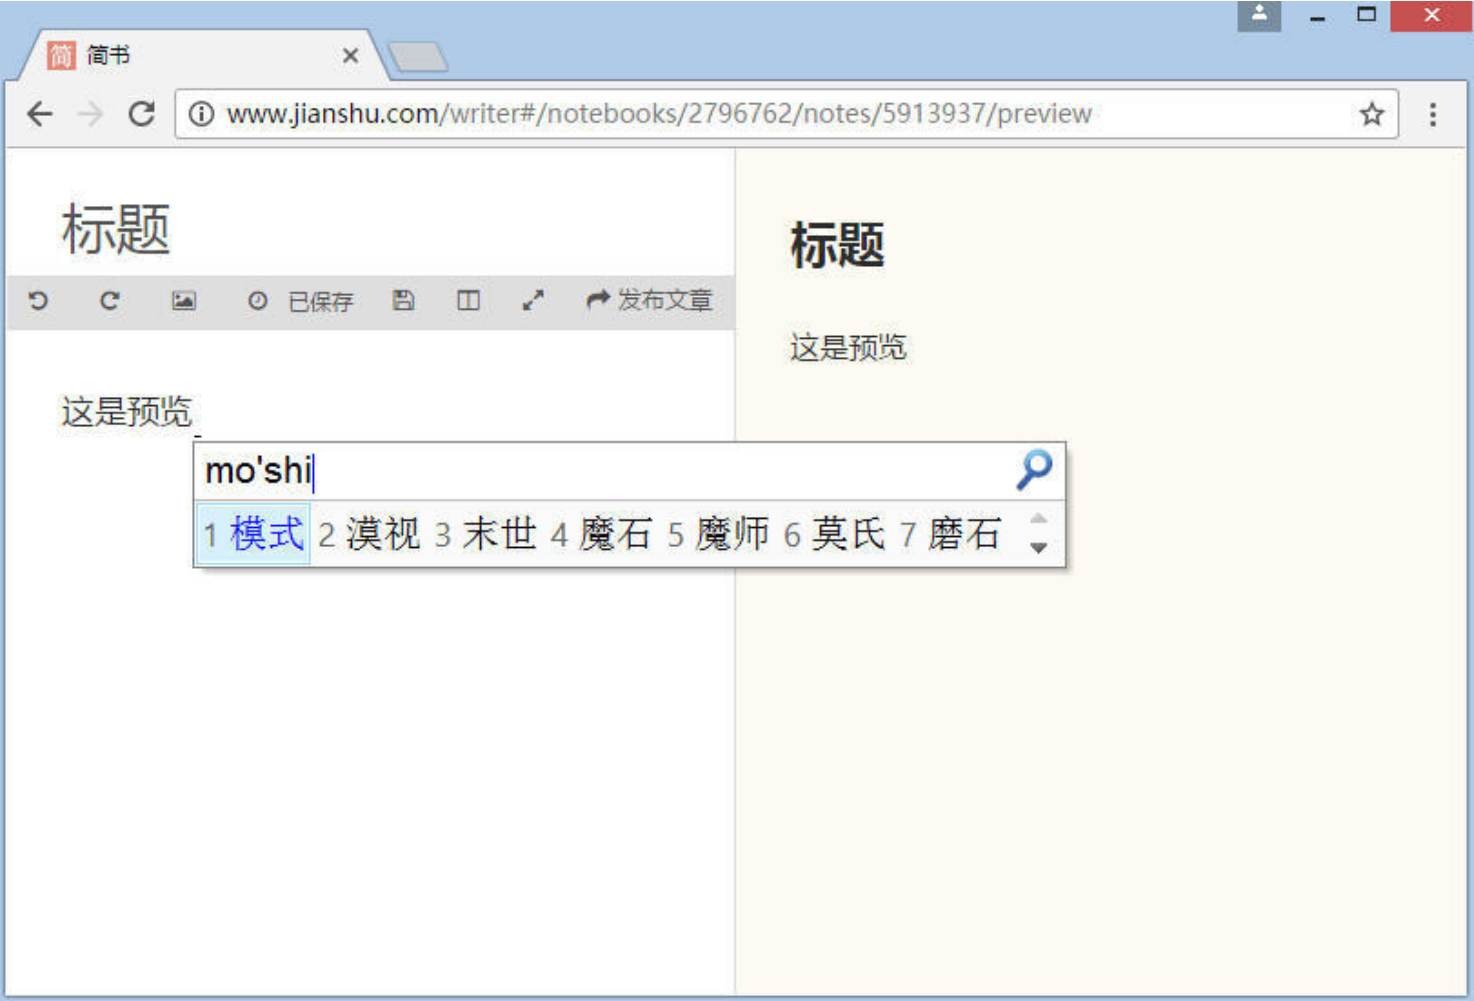 简 简书
www.jianshu.com/writer#/notebooks/2796762/notes/5913937/preview
标题
已保存 发布文章
这是预览
mo'shi
1 模式 2 漠视 3 末世 4 魔石 5 魔师 6 莫氏 7 磨石
标题
这是预览